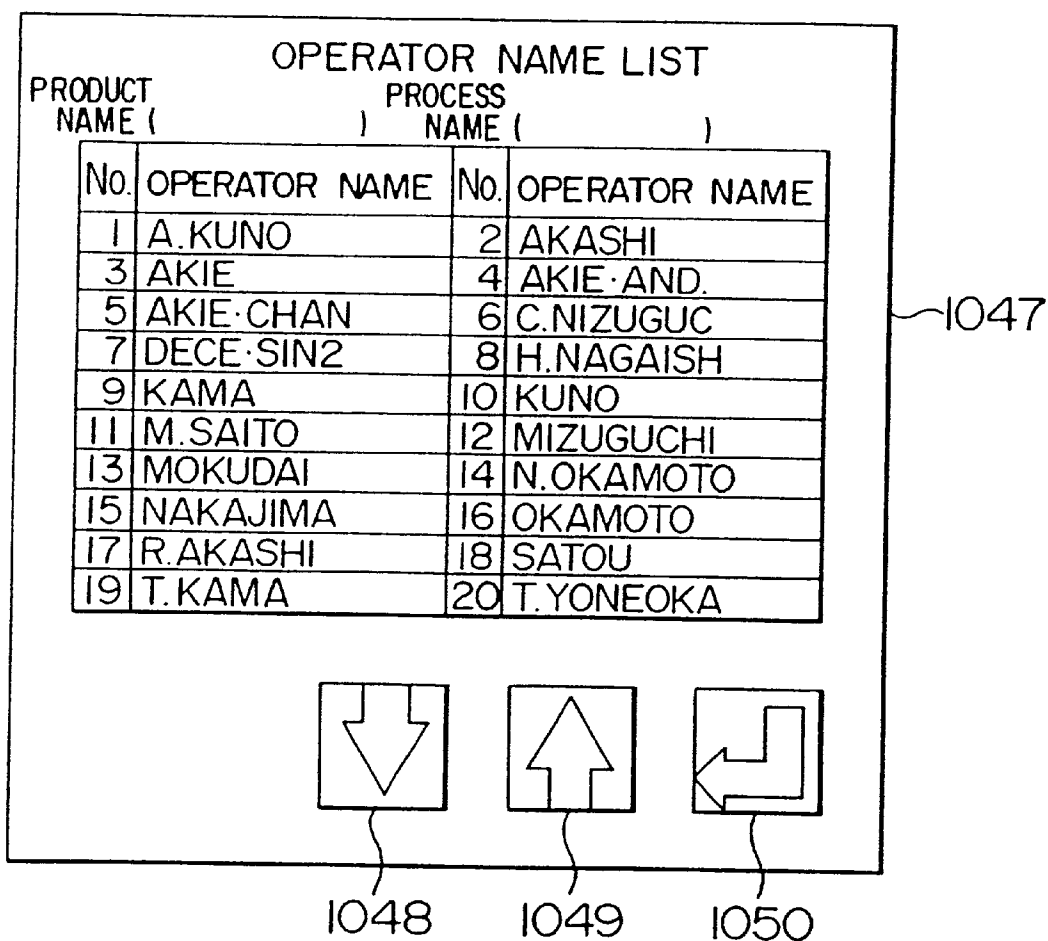 OPERATOR NAME LIST
PRODUCT NAME (          ) PROCESS NAME (          )
No. OPERATOR NAME No. OPERATOR NAME
1 A.KUNO 2 AKASHI
3 AKIE 4 AKIE·AND.
5 AKIE·CHAN 6 C.NIZUGUC
7 DECE·SIN2 8 H.NAGAISH
9 KAMA 10 KUNO
11 M.SAITO 12 MIZUGUCHI
13 MOKUDAI 14 N.OKAMOTO
15 NAKAJIMA 16 OKAMOTO
17 R.AKASHI 18 SATOU
19 T.KAMA 20 T.YONEOKA
1047
1048 1049 1050